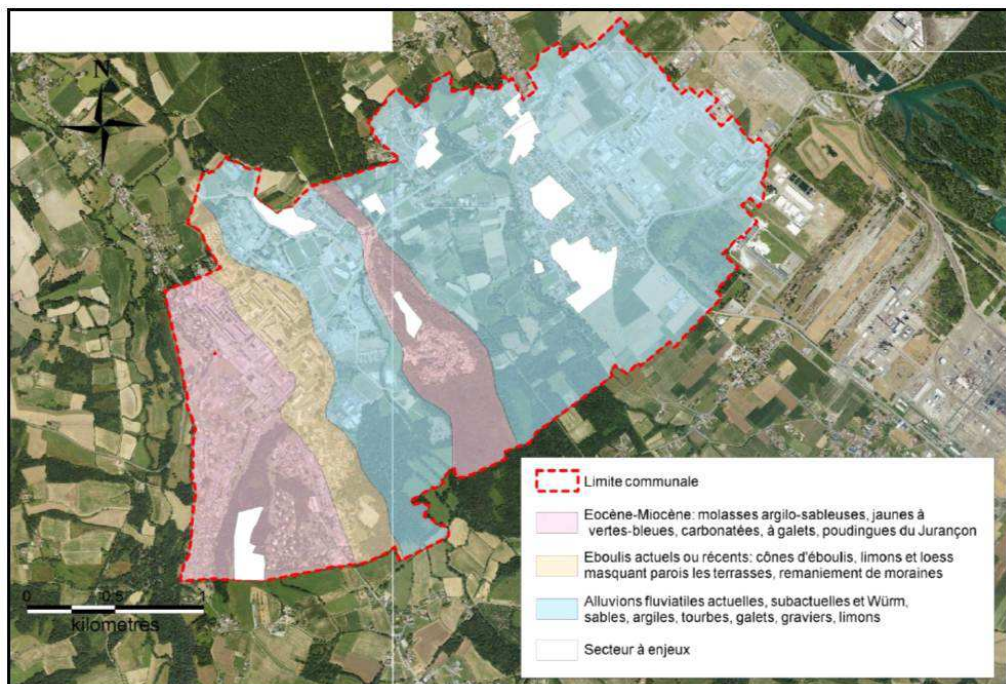 N
Limite communale
Eocène-Miocène: molasses argilo-sableuses, jaunes à
vertes-bleues, carbonatées, à galets, poudingues du Jurançon
Eboulis actuels ou récents: cônes d'éboulis, limons et loess
masquant parois les terrasses, remaniement de moraines
Alluvions fluviatiles actuelles, subactuelles et Würm,
sables, argiles, tourbes, galets, graviers, limons
Secteur à enjeux
0 0.5 1
kilomètres